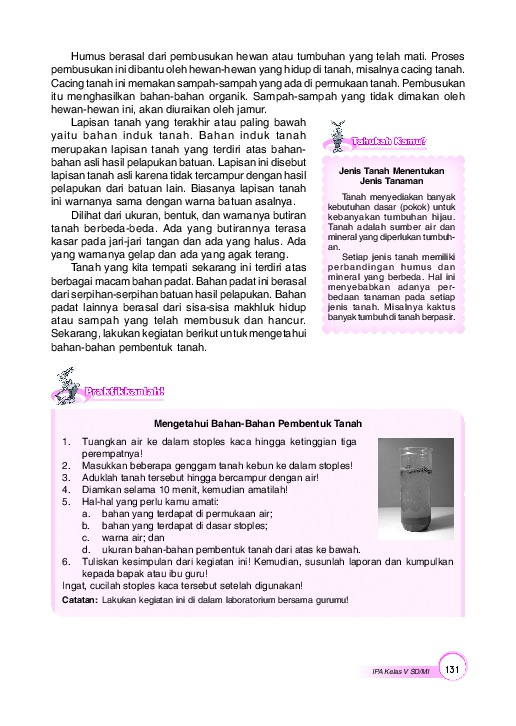 Humus berasal dari pembusukan hewan atau tumbuhan yang telah mati. Proses
pembusukan ini dibantu oleh hewan-hewan yang hidup di tanah, misalnya cacing tanah.
Cacing tanah ini memakan sampah-sampah yang ada di permukaan tanah. Pembusukan
itu menghasilkan bahan-bahan organik. Sampah-sampah yang tidak dimakan oleh
hewan-hewan ini, akan diuraikan oleh jamur.
Lapisan tanah yang terakhir atau paling bawah
yaitu bahan induk tanah. Bahan induk tanah
merupakan lapisan tanah yang terdiri atas bahan-
bahan asli hasil pelapukan batuan. Lapisan ini disebut
lapisan tanah asli karena tidak tercampur dengan hasil
pelapukan dari batuan lain. Biasanya lapisan tanah
ini warnanya sama dengan warna batuan asalnya.
Dilihat dari ukuran, bentuk, dan warnanya butiran
tanah berbeda-beda. Ada yang butirannya terasa
kasar pada jari-jari tangan dan ada yang halus. Ada
yang warnanya gelap dan ada yang agak terang.
Tanah yang kita tempati sekarang ini terdiri atas
berbagai macam bahan padat. Bahan padat ini berasal
dari serpihan-serpihan batuan hasil pelapukan. Bahan
padat lainnya berasal dari sisa-sisa makhluk hidup
atau sampah yang telah membusuk dan hancur.
Sekarang, lakukan kegiatan berikut untuk mengetahui
bahan-bahan pembentuk tanah.
Tahukah Kamu?
Jenis Tanah Menentukan
Jenis Tanaman
Tanah menyediakan banyak
kebutuhan dasar (pokok) untuk
kebanyakan tumbuhan hijau.
Tanah adalah sumber air dan
mineral yang diperlukan tumbuh-
an.
Setiap jenis tanah memiliki
perbandingan humus dan
mineral yang berbeda. Hal ini
menyebabkan adanya per-
bedaan tanaman pada setiap
jenis tanah. Misalnya kaktus
banyak tumbuh di tanah berpasir.
Praktikkanlah!
Mengetahui Bahan-Bahan Pembentuk Tanah
1. Tuangkan air ke dalam stoples kaca hingga ketinggian tiga
perempatnya!
2. Masukkan beberapa genggam tanah kebun ke dalam stoples!
3. Aduklah tanah tersebut hingga bercampur dengan air!
4. Diamkan selama 10 menit, kemudian amatilah!
5. Hal-hal yang perlu kamu amati:
a. bahan yang terdapat di permukaan air;
b. bahan yang terdapat di dasar stoples;
c. warna air; dan
d. ukuran bahan-bahan pembentuk tanah dari atas ke bawah.
6. Tuliskan kesimpulan dari kegiatan ini! Kemudian, susunlah laporan dan kumpulkan
kepada bapak atau ibu guru!
Ingat, cucilah stoples kaca tersebut setelah digunakan!
Catatan: Lakukan kegiatan ini di dalam laboratorium bersama gurumu!
IPA Kelas V SD/MI
131